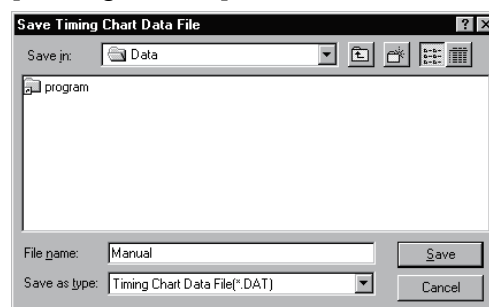 Save Timing Chart Data File
Save in: Data
program
File name: Manual Save
Save as type: Timing Chart Data File(*.DAT) Cancel